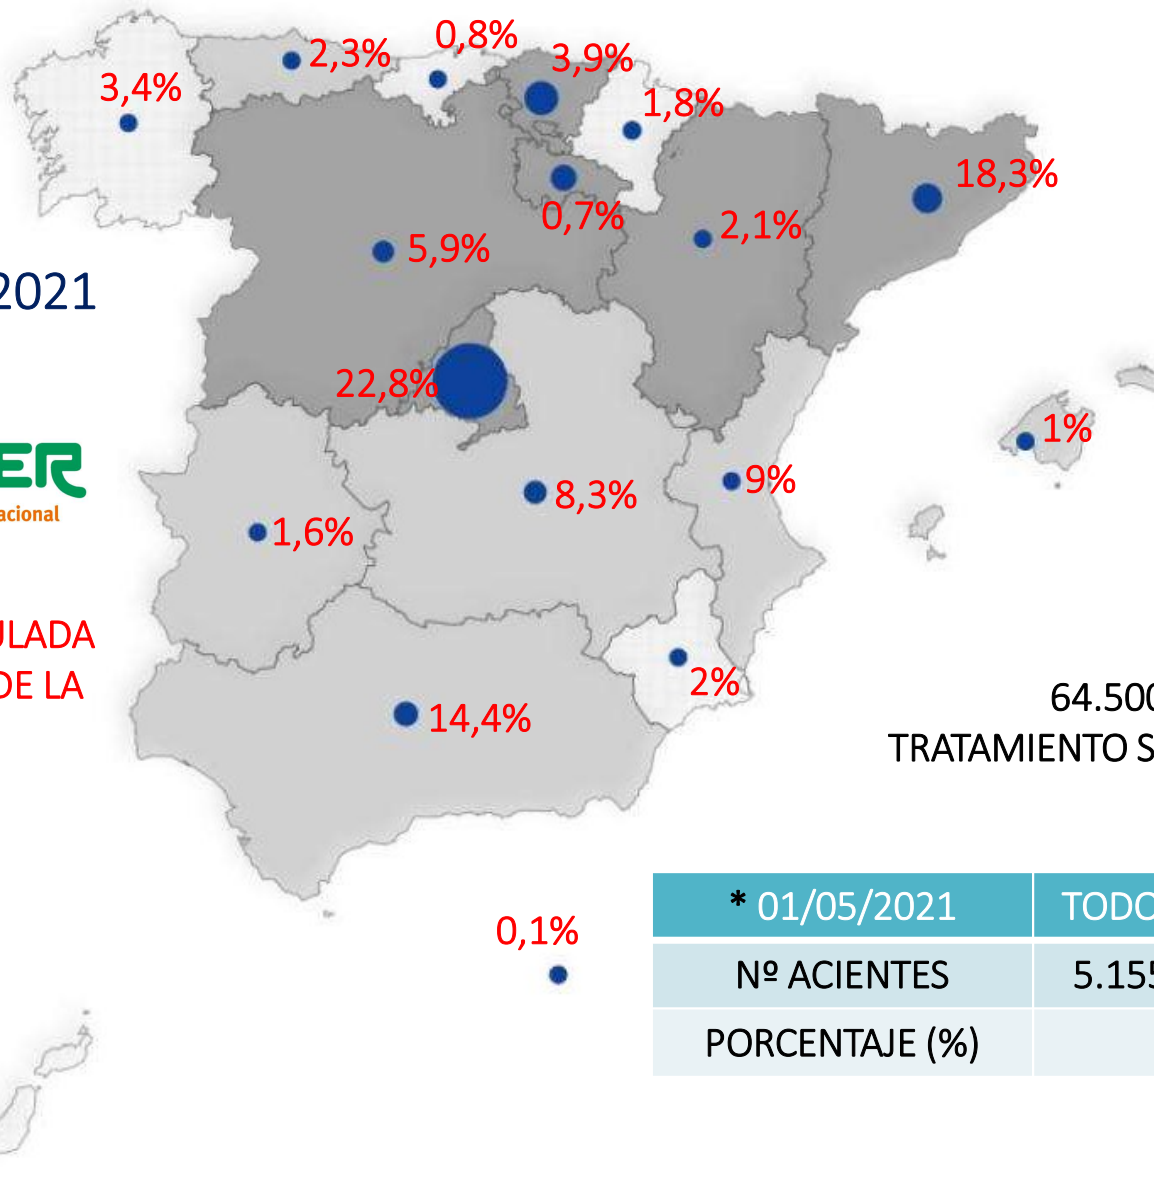 0,8%
2,3%
3,9%
3,4%
1,8%
18,3%
0,7%
2,1%
5,9%
2021
22,8%
1%
ER
9%
8,3%
acional
1,6%
ULADA
DE LA
2%
64.500
14,4%
TRATAMIENTO S
* 01/05/2021 TODO
0,1%
Nº ACIENTES 5.155
PORCENTAJE (%)